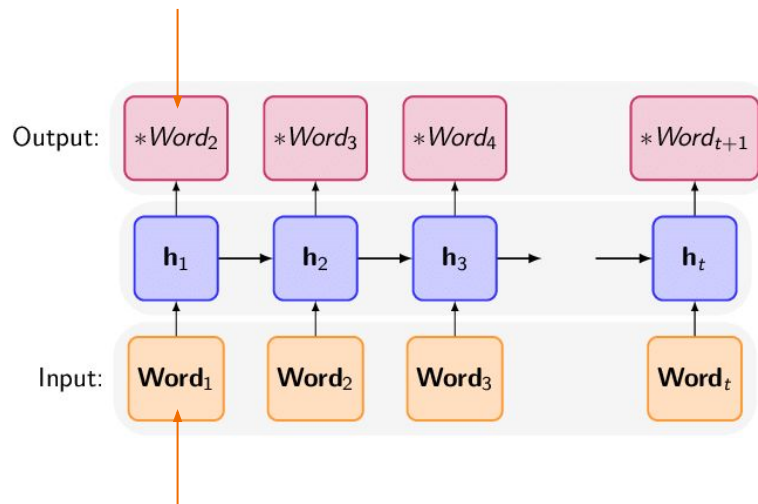 Output: *Word₂ *Word₃ *Word₄ *Wordₜ₊₁
h₁ h₂ h₃ hₜ
Input: Word₁ Word₂ Word₃ Wordₜ